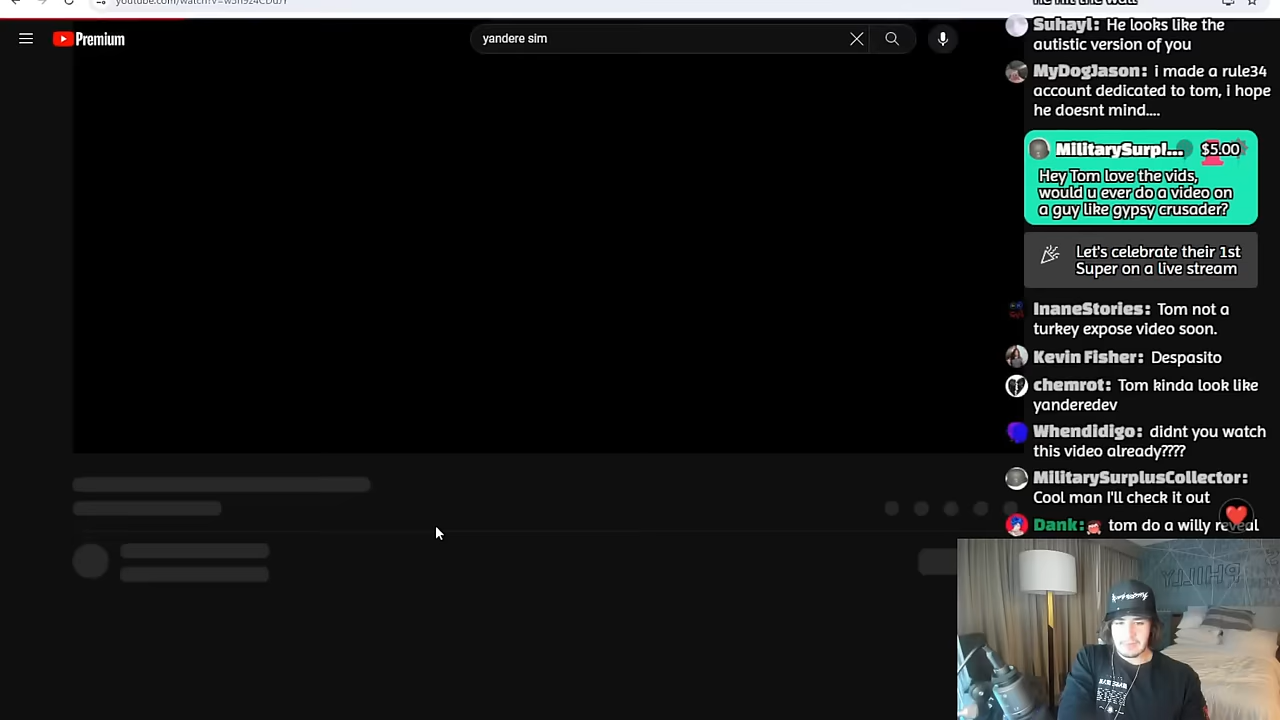 Premium
yandere sim
Suhayl: He looks like the
autistic version of you
MyDogJason: i made a rule34
account dedicated to tom, i hope
he doesnt mind....
MilitarySurpl... $5.00
Hey Tom love the vids,
would u ever do a video on
a guy like gypsy crusader?
Let's celebrate their 1st
Super on a live stream
InaneStories: Tom not a
turkey expose video soon.
Kevin Fisher: Despasito
chemrot: Tom kinda look like
yanderedev
Whendidigo: didnt you watch
this video already????
MilitarySurplusCollector:
Cool man I'll check it out
Dank: tom do a willy reveal
PHILLY